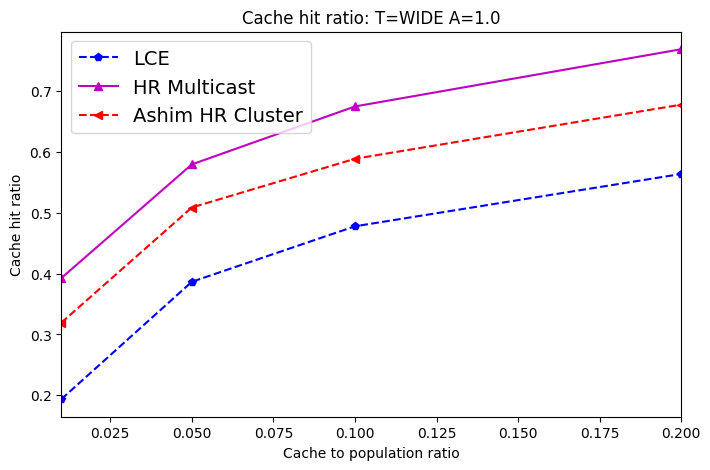 Cache hit ratio: T=WIDE A=1.0
LCE
HR Multicast
Ashim HR Cluster
Cache hit ratio
0.7
0.6
0.5
0.4
0.3
0.2
0.025 0.050 0.075 0.100 0.125 0.150 0.175 0.200
Cache to population ratio